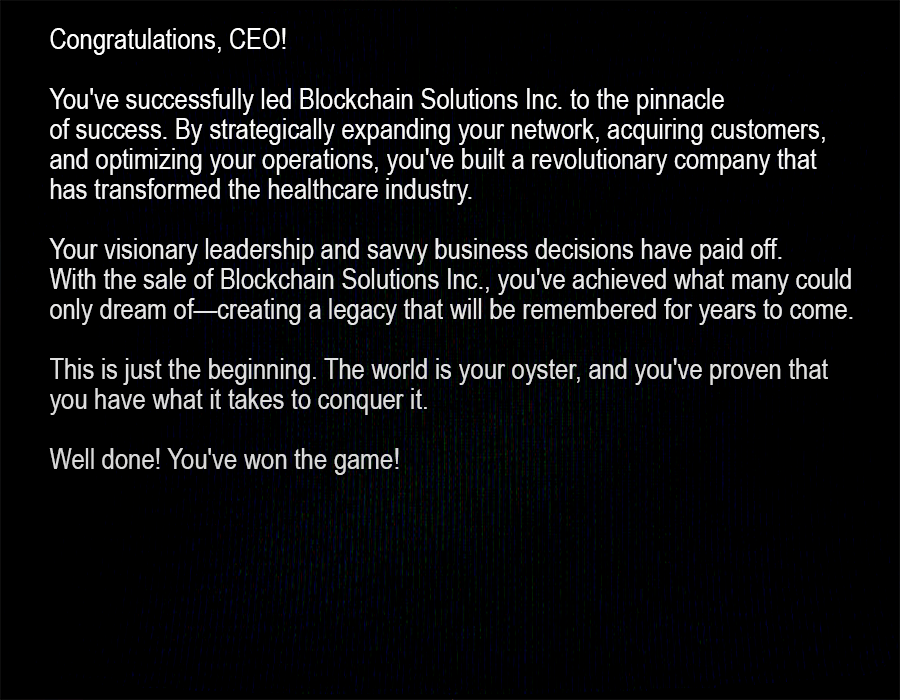 Congratulations, CEO!
You've successfully led Blockchain Solutions Inc. to the pinnacle
of success. By strategically expanding your network, acquiring customers,
and optimizing your operations, you've built a revolutionary company that
has transformed the healthcare industry.
Your visionary leadership and savvy business decisions have paid off.
With the sale of Blockchain Solutions Inc., you've achieved what many could
only dream of—creating a legacy that will be remembered for years to come.
This is just the beginning. The world is your oyster, and you've proven that
you have what it takes to conquer it.
Well done! You've won the game!